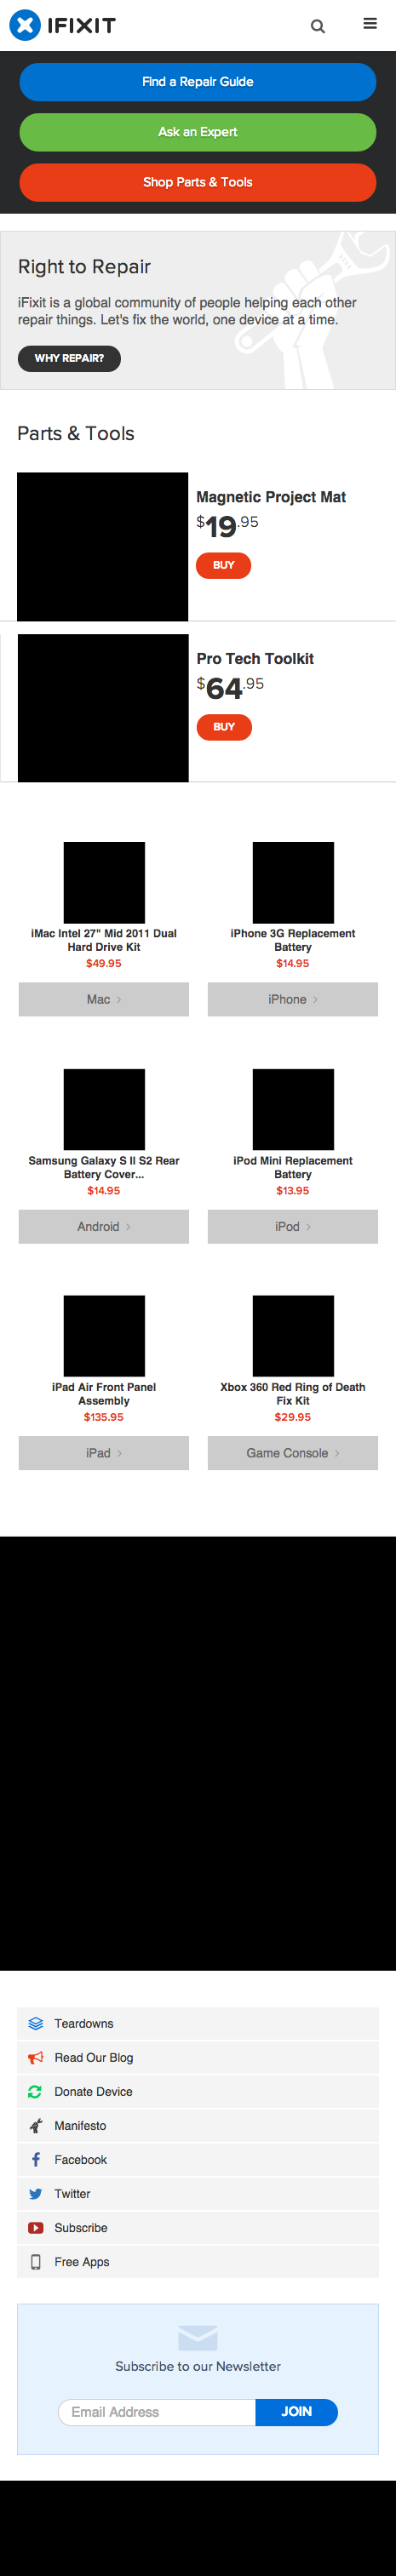 IFIXIT
Find a Repair Guide
Ask an Expert
Shop Parts & Tools
Right to Repair
iFixit is a global community of people helping each other
repair things. Let's fix the world, one device at a time.
WHY REPAIR?
Parts & Tools
Magnetic Project Mat
$19.95
BUY
Pro Tech Toolkit
$64.95
BUY
iMac Intel 27" Mid 2011 Dual
Hard Drive Kit
$49.95
Mac
iPhone 3G Replacement
Battery
$14.95
iPhone
Samsung Galaxy S II S2 Rear
Battery Cover...
$14.95
Android
iPod Mini Replacement
Battery
$13.95
iPod
iPad Air Front Panel
Assembly
$135.95
iPad
Xbox 360 Red Ring of Death
Fix Kit
$29.95
Game Console
Teardowns
Read Our Blog
Donate Device
Manifesto
Facebook
Twitter
Subscribe
Free Apps
Subscribe to our Newsletter
Email Address
JOIN